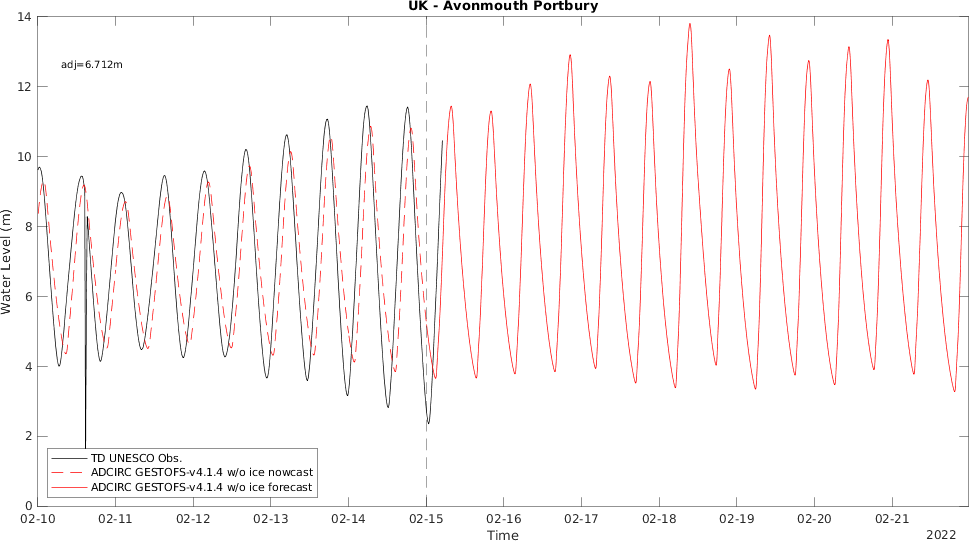 UK - Avonmouth Portbury
adj=6.712m
14
12
10
8
6
4
2
0
Water Level (m)
TD UNESCO Obs.
ADCIRC GESTOFS-v4.1.4 w/o ice nowcast
ADCIRC GESTOFS-v4.1.4 w/o ice forecast
02-10 02-11 02-12 02-13 02-14 02-15 02-16 02-17 02-18 02-19 02-20 02-21
Time
2022